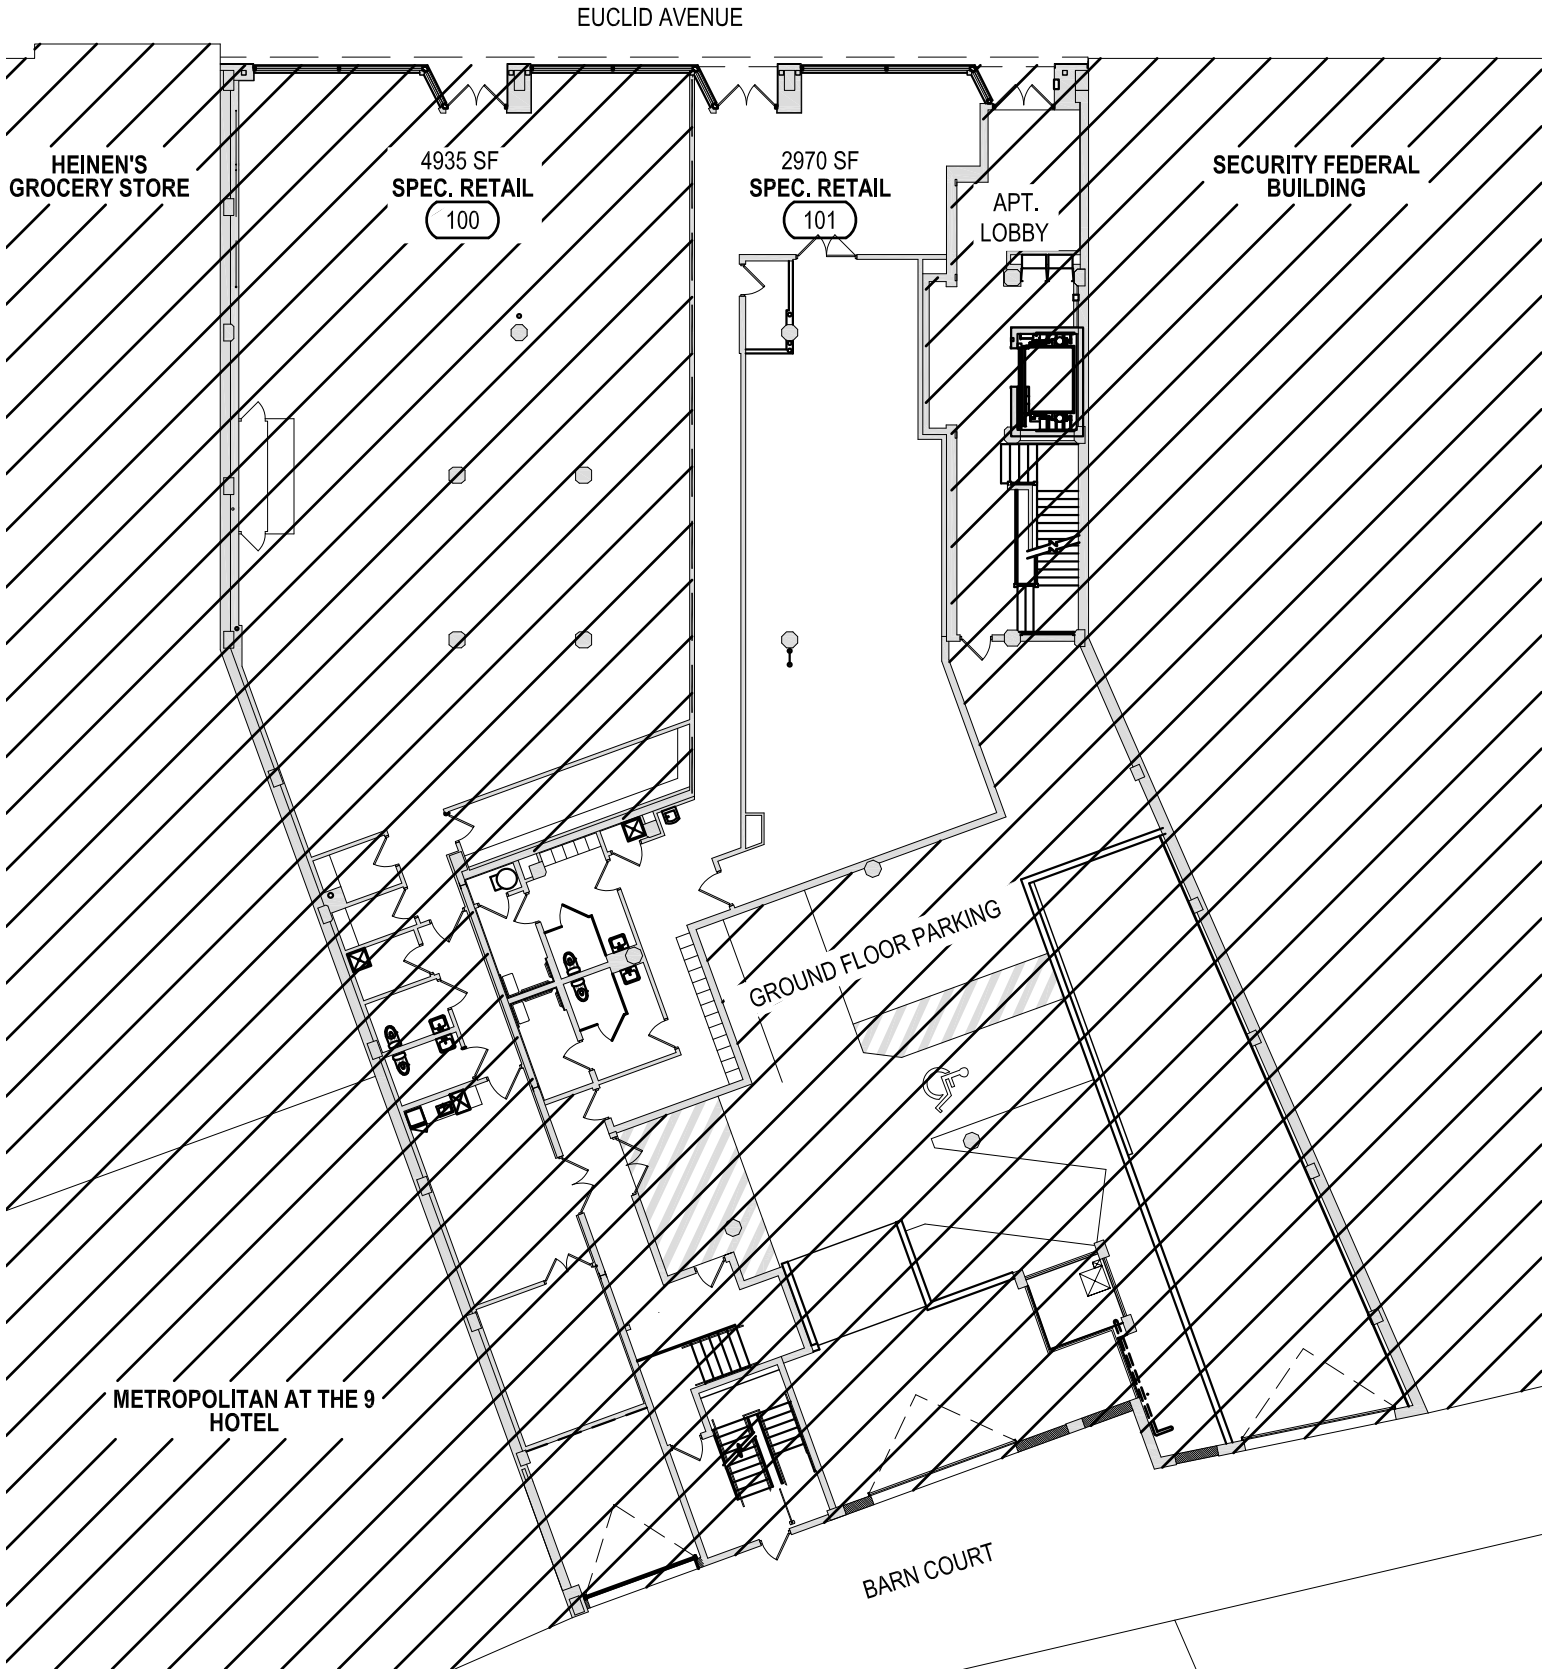 EUCLID AVENUE
HEINEN'S
GROCERY STORE
4935 SF
SPEC. RETAIL
100
2970 SF
SPEC. RETAIL
101
APT.
LOBBY
SECURITY FEDERAL
BUILDING
GROUND FLOOR PARKING
METROPOLITAN AT THE 9
HOTEL
BARN COURT